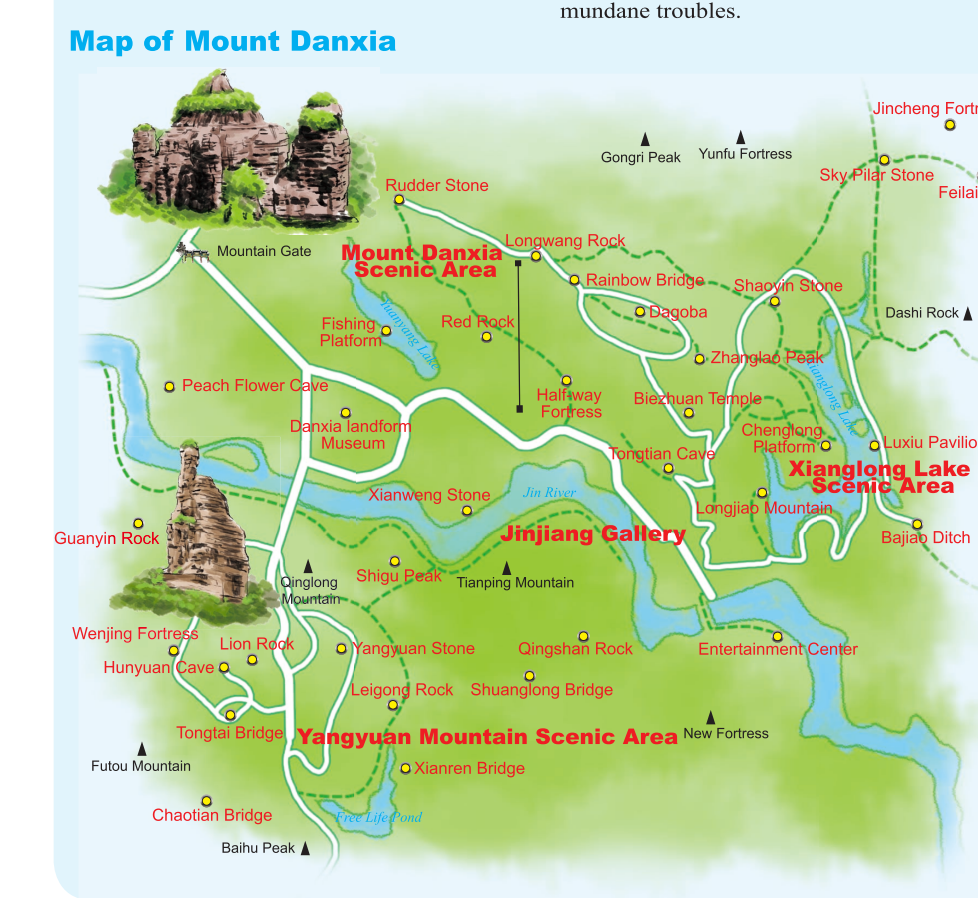 mundane troubles.
Map of Mount Danxia
Jincheng Fortr
Gongri Peak
Yunfu Fortress
Sky Pilar Stone
Feilai
Rudder Stone
Mountain Gate
Mount Danxia
Scenic Area
Longwang Rock
Rainbow Bridge
Shaoyin Stone
Dagoba
Dashi Rock
Fishing
Platform
Yuanyang Lake
Red Rock
Zhanglao Peak
Xianglong Lake
Peach Flower Cave
Half-way
Fortress
Biezhuan Temple
Danxia landform
Museum
Chenglong
Platform
Luxiu Pavilio
Tongtian Cave
Xianglong Lake
Scenic Area
Xianweng Stone
Jin River
Longjiao Mountain
Guanyin Rock
Jinjiang Gallery
Bajiao Ditch
Qinglong
Mountain
Shigu Peak
Tianping Mountain
Wenjing Fortress
Lion Rock
Hunyuan Cave
Yangyuan Stone
Qingshan Rock
Entertainment Center
Leigong Rock
Shuanglong Bridge
Tongtai Bridge
Yangyuan Mountain Scenic Area
New Fortress
Futou Mountain
Xianren Bridge
Chaotian Bridge
Free Life Pond
Baihu Peak